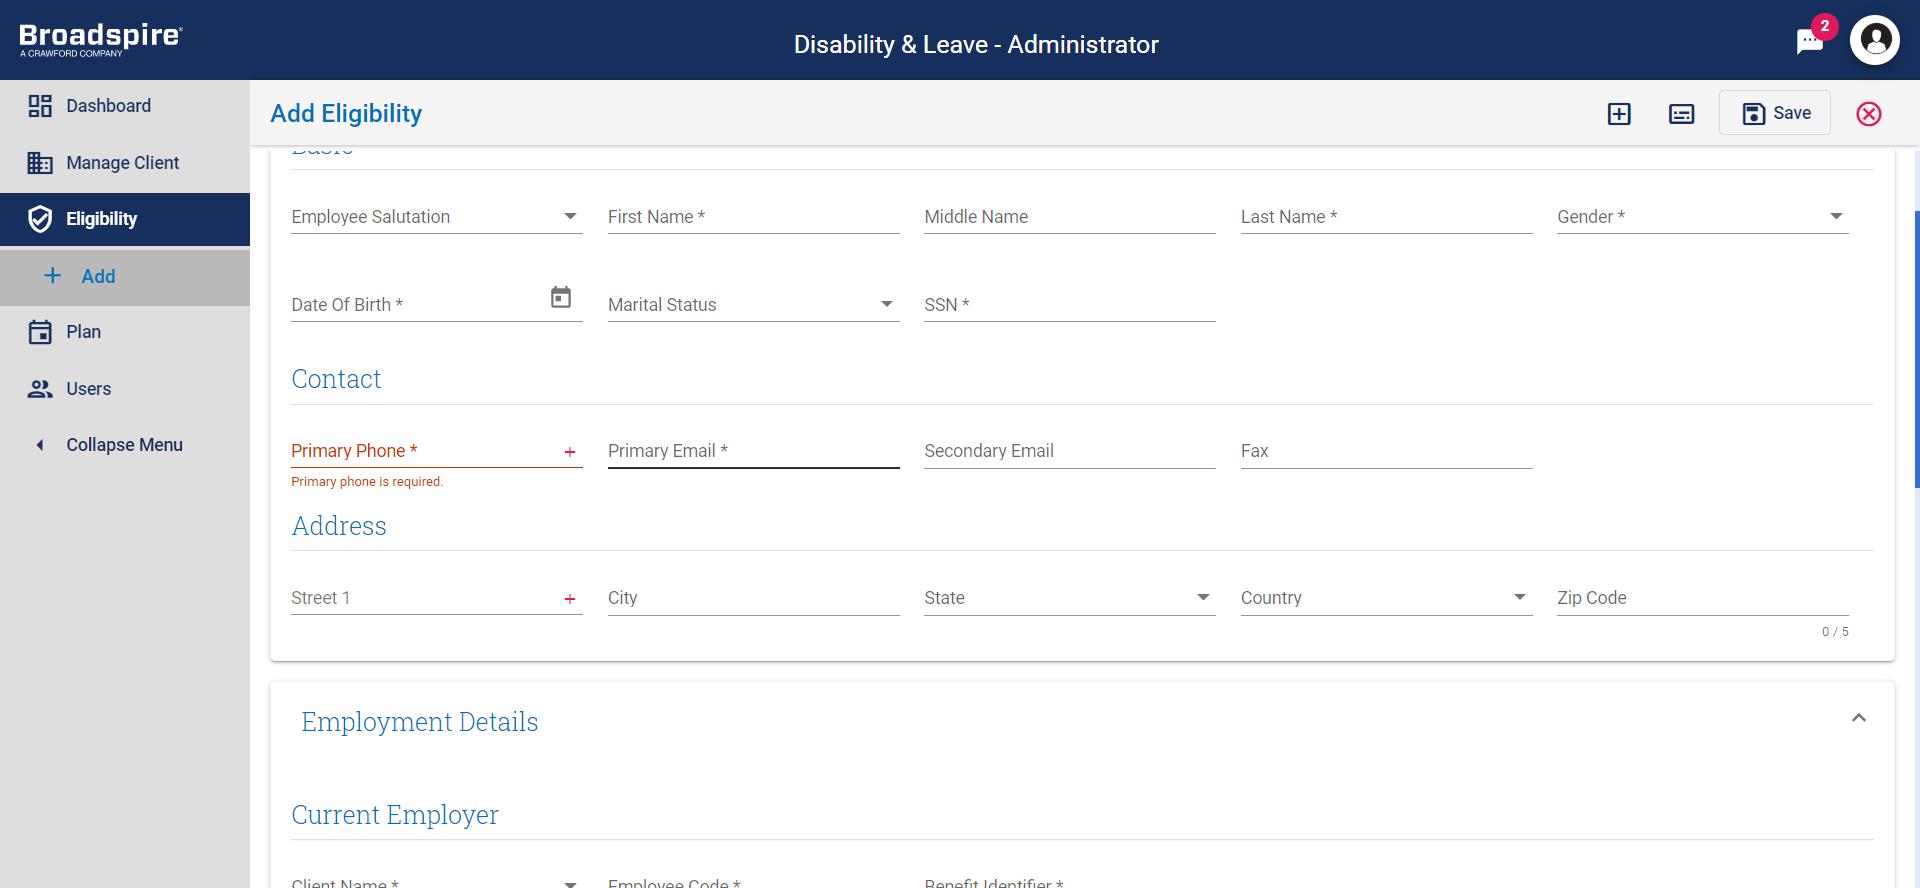 Broadspire®
A CRAWFORD COMPANY
Disability & Leave - Administrator
2
Dashboard
Manage Client
Eligibility
Add
Plan
Users
Collapse Menu
Add Eligibility
Save
Basic
Employee Salutation
First Name *
Middle Name
Last Name *
Gender *
Date Of Birth *
Marital Status
SSN *
Contact
Primary Phone *
Primary Email *
Secondary Email
Fax
Primary phone is required.
Address
Street 1
City
State
Country
Zip Code
0 / 5
Employment Details
Current Employer
Client Name *
Employee Code *
Benefit Identifier *